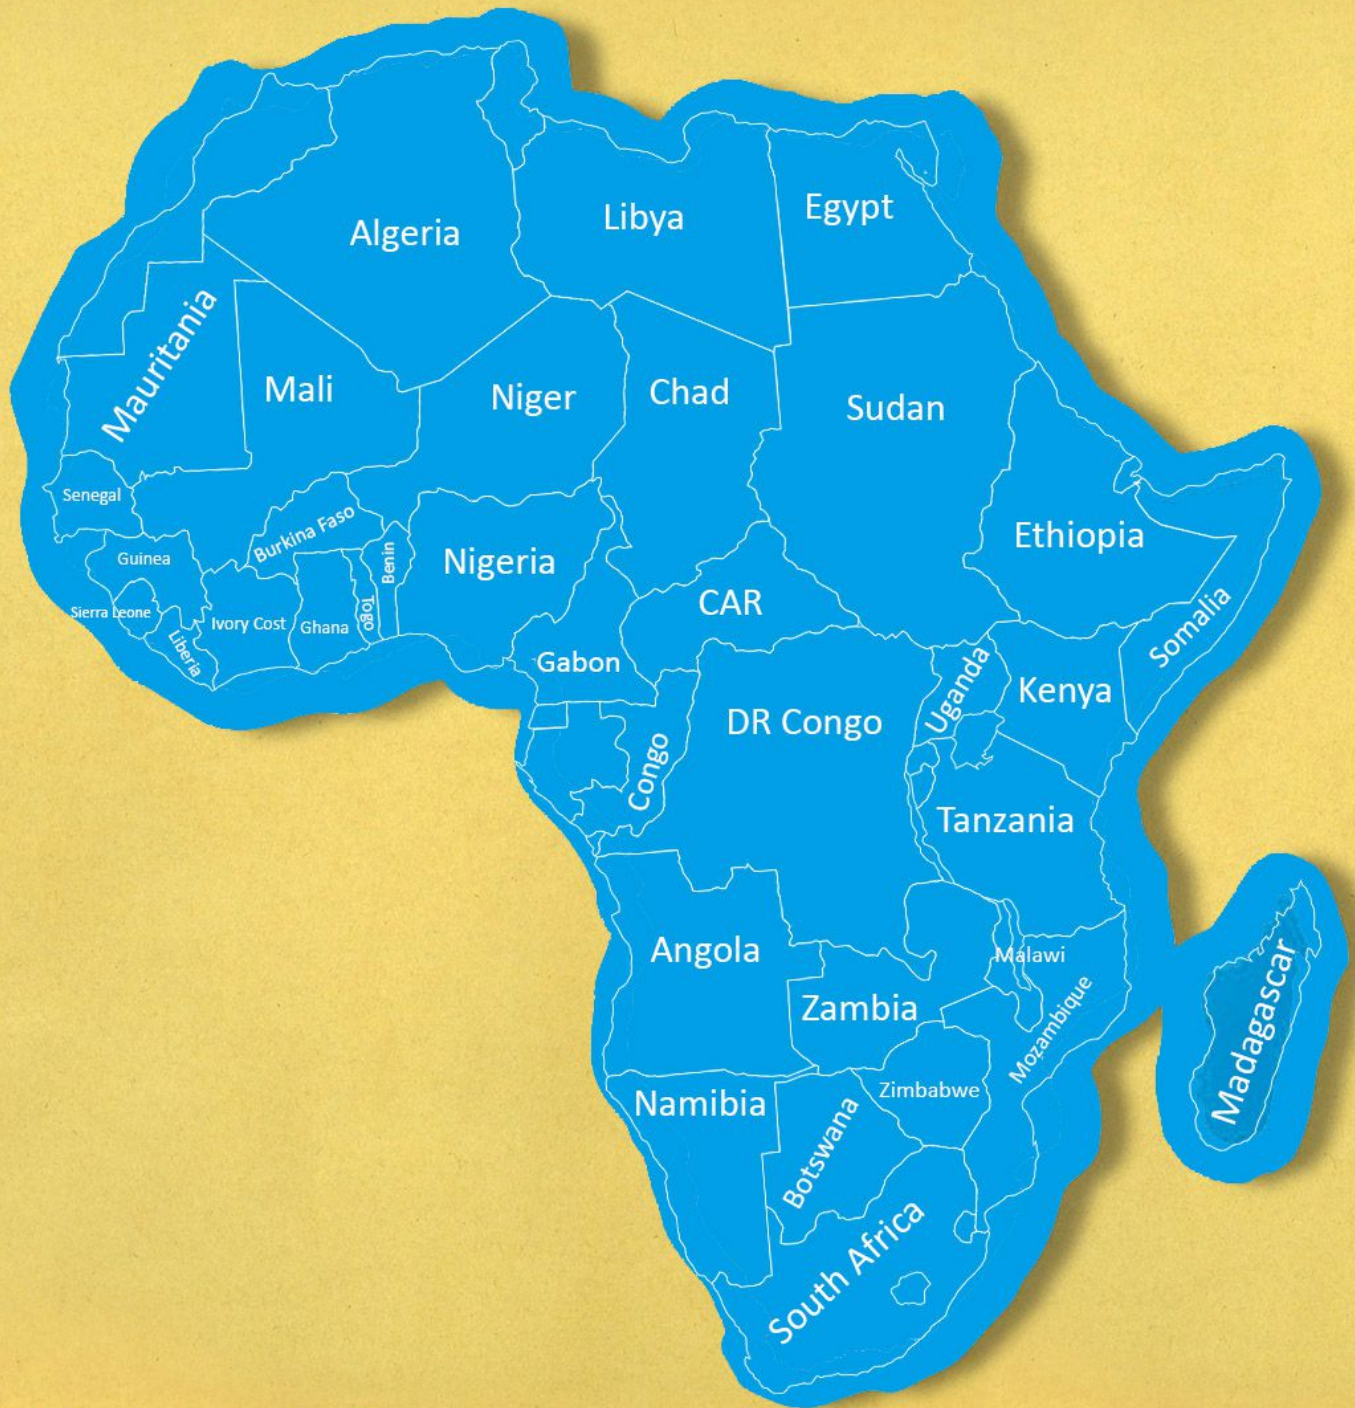 Algeria
Libya
Egypt
Mauritania
Mali
Niger
Chad
Sudan
Senegal
Burkina Faso
Benin
Nigeria
Ethiopia
Guinea
Sierra Leone
Liberia
Ivory Cost
Ghana
Togo
CAR
Somalia
Gabon
Uganda
Kenya
Congo
DR Congo
Tanzania
Angola
Malawi
Zambia
Mozambique
Madagascar
Namibia
Botswana
Zimbabwe
South Africa